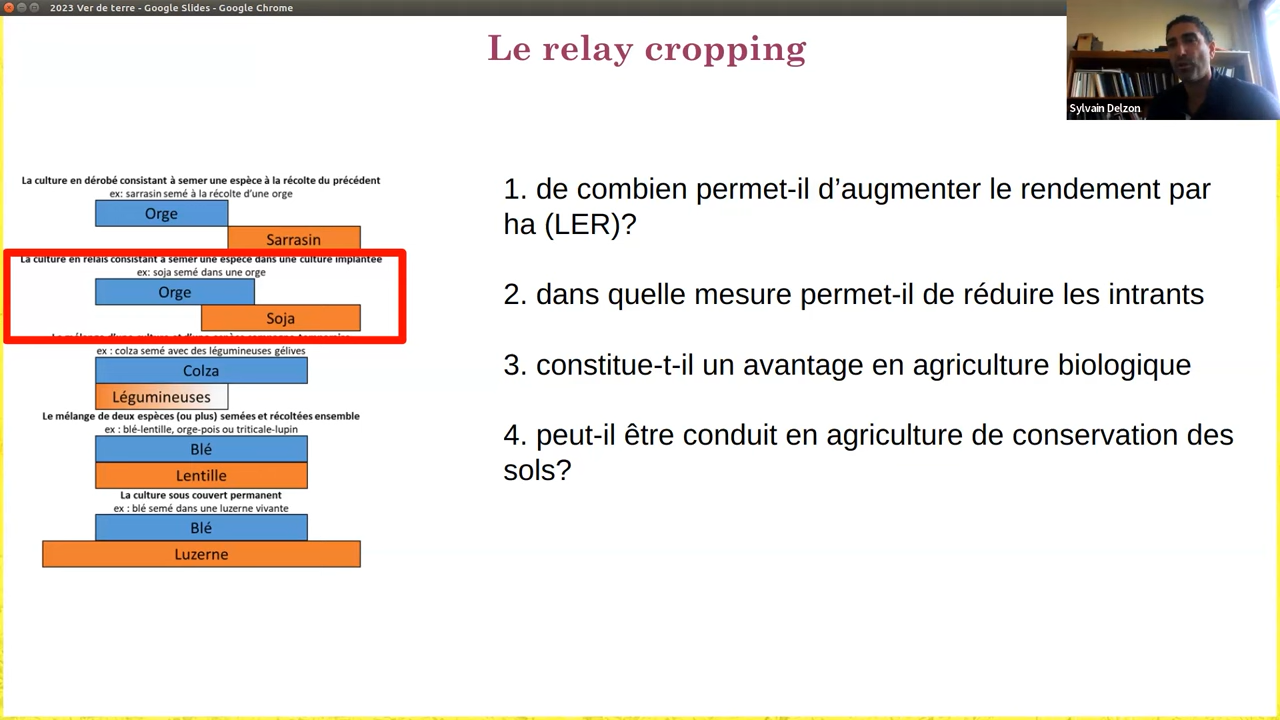 2023 Ver de terre - Google Slides - Google Chrome
Le relay cropping
Sylvain Delzon
La culture en dérobé consistant à semer une espèce à la récolte du précédent
ex: sarrasin semé à la récolte d'une orge
Orge
Sarrasin
La culture en relais consistant à semer une espèce dans une culture implantée
ex: soja semé dans une orge
Orge
Soja
ex : colza semé avec des légumineuses gélives
Colza
Légumineuses
Le mélange de deux espèces (ou plus) semées et récoltées ensemble
ex : blé-lentille, orge-pois ou triticale-lupin
Blé
Lentille
La culture sous couvert permanent
ex : blé semé dans une luzerne vivante
Blé
Luzerne
1. de combien permet-il d'augmenter le rendement par
ha (LER)?
2. dans quelle mesure permet-il de réduire les intrants
3. constitue-t-il un avantage en agriculture biologique
4. peut-il être conduit en agriculture de conservation des
sols?